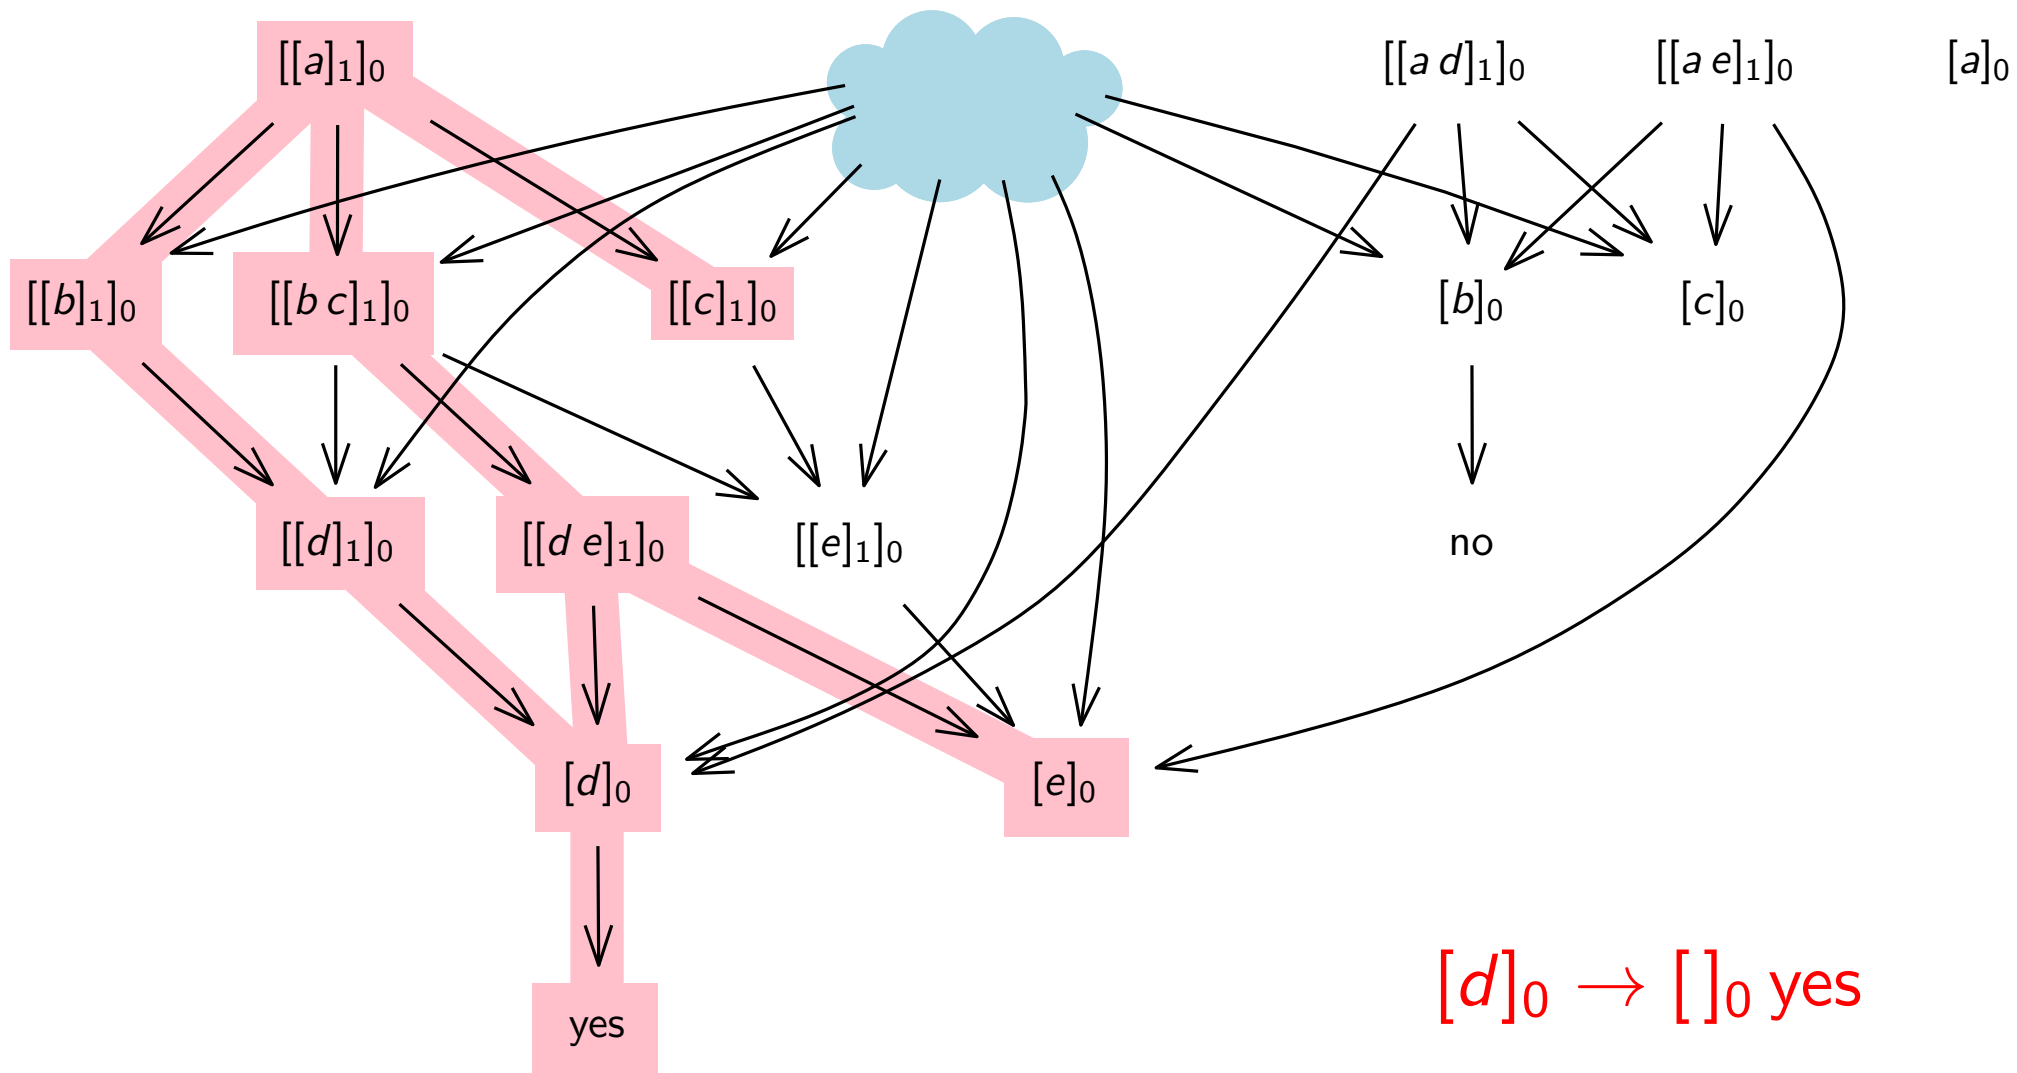 [[a]₁]₀ [[a d]₁]₀ [[a e]₁]₀ [a]₀
[[b]₁]₀ [[b c]₁]₀ [[c]₁]₀ [b]₀ [c]₀
[[d]₁]₀ [[d e]₁]₀ [[e]₁]₀ no
[d]₀ [e]₀
[d]₀ → [ ]₀ yes
yes